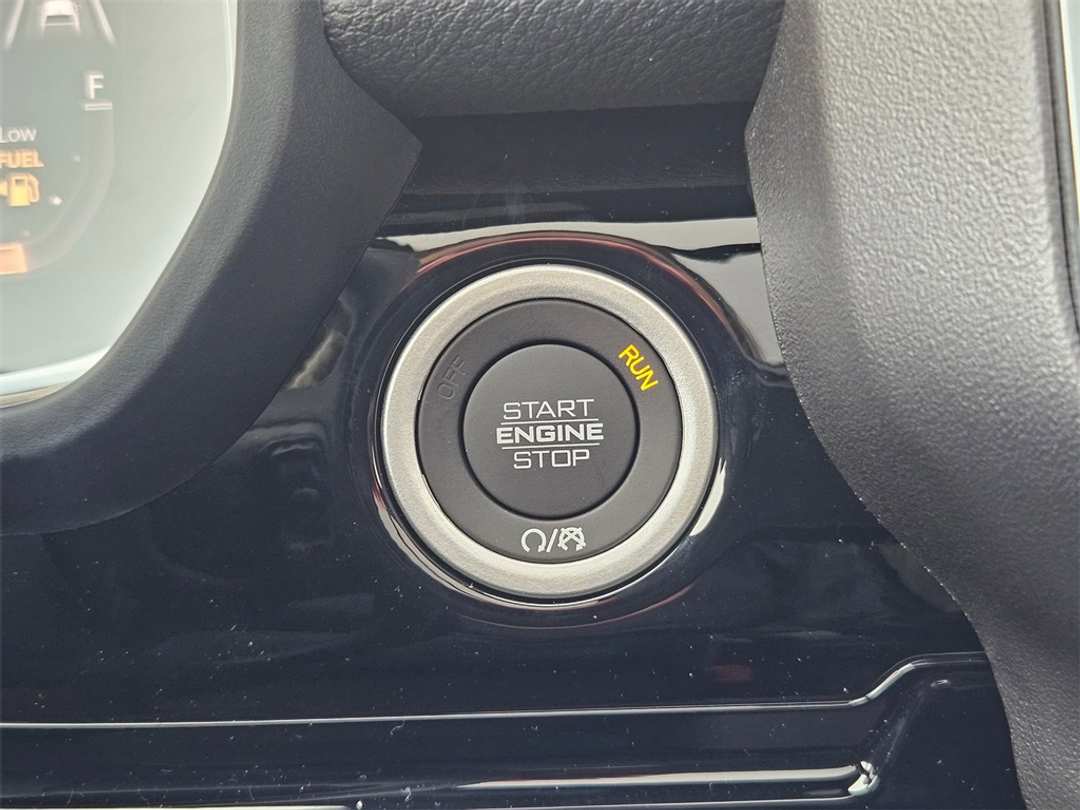 F
Low
FUEL
OFF
RUN
START
ENGINE
STOP